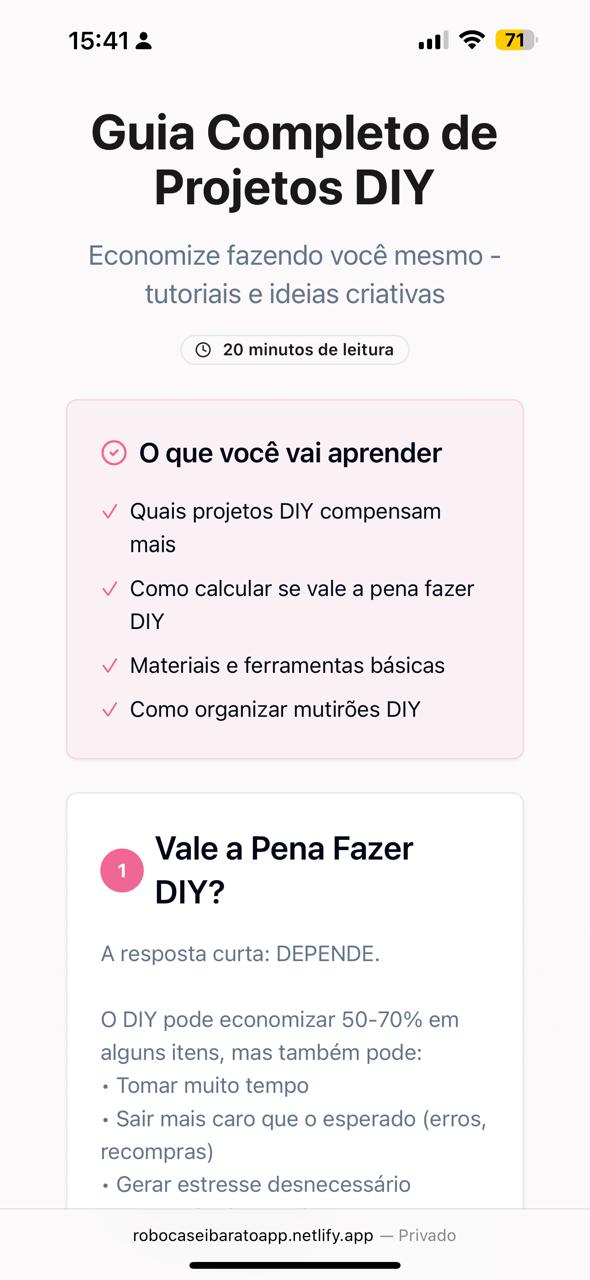 15:41
71
Guia Completo de
Projetos DIY
Economize fazendo você mesmo -
tutoriais e ideias criativas
20 minutos de leitura
O que você vai aprender
Quais projetos DIY compensam
mais
Como calcular se vale a pena fazer
DIY
Materiais e ferramentas básicas
Como organizar mutirões DIY
1
Vale a Pena Fazer
DIY?
A resposta curta: DEPENDE.
O DIY pode economizar 50-70% em
alguns itens, mas também pode:
• Tomar muito tempo
• Sair mais caro que o esperado (erros,
recompras)
• Gerar estresse desnecessário
robocaseibaratoapp.netlify.app — Privado